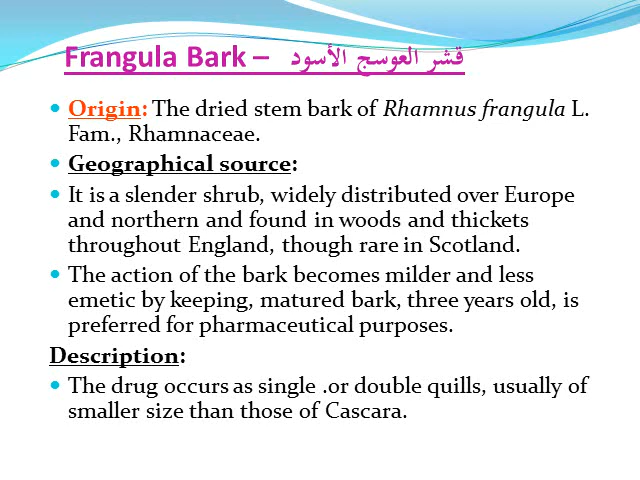 Frangula Bark – قشر العوسج الأسود
• Origin: The dried stem bark of Rhamnus frangula L.
Fam., Rhamnaceae.
• Geographical source:
• It is a slender shrub, widely distributed over Europe
and northern and found in woods and thickets
throughout England, though rare in Scotland.
• The action of the bark becomes milder and less
emetic by keeping, matured bark, three years old, is
preferred for pharmaceutical purposes.
Description:
• The drug occurs as single .or double quills, usually of
smaller size than those of Cascara.